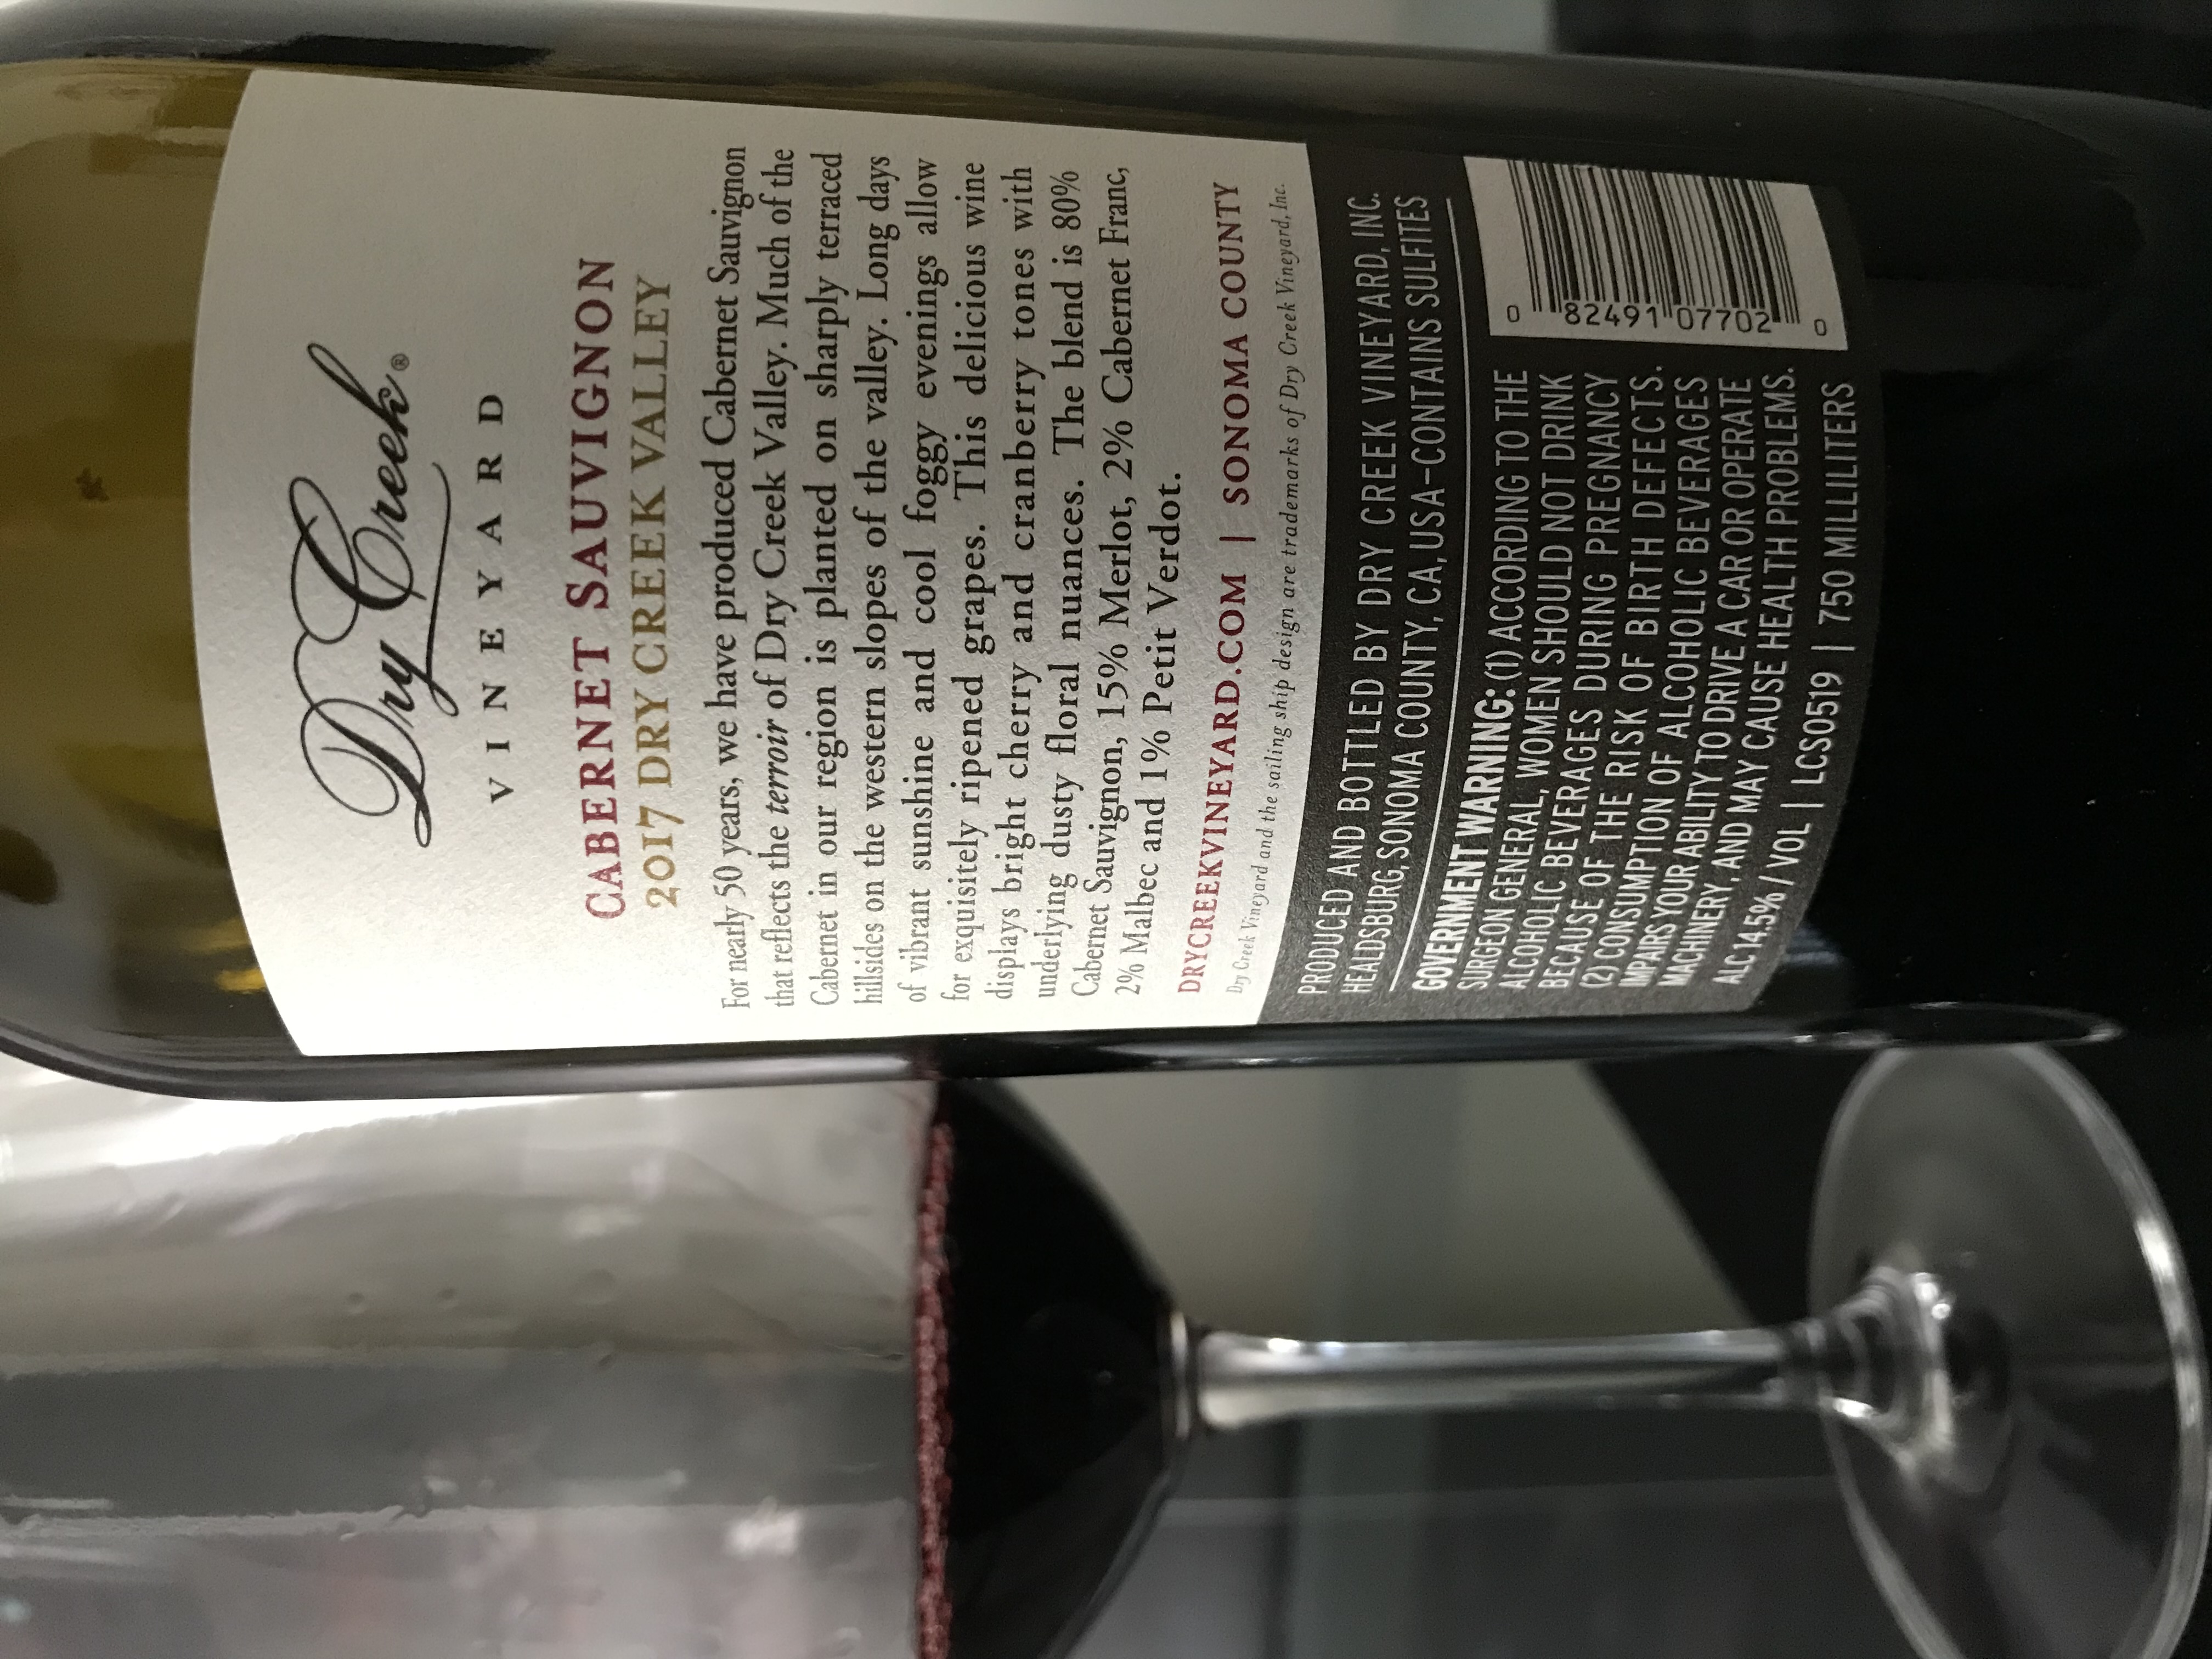 Dry Creek®
VINEYARD
CABERNET SAUVIGNON
2017 DRY CREEK VALLEY
For nearly 50 years, we have produced Cabernet Sauvignon
that reflects the terroir of Dry Creek Valley. Much of the
Cabernet in our region is planted on sharply terraced
hillsides on the western slopes of the valley. Long days
of vibrant sunshine and cool foggy evenings allow
for exquisitely ripened grapes. This delicious wine
displays bright cherry and cranberry tones with
underlying dusty floral nuances. The blend is 80%
Cabernet Sauvignon, 15% Merlot, 2% Cabernet Franc,
2% Malbec and 1% Petit Verdot.
DRYCREEKVINEYARD.COM | SONOMA COUNTY
Dry Creek Vineyard and the sailing ship design are trademarks of Dry Creek Vineyard, Inc.
PRODUCED AND BOTTLED BY DRY CREEK VINEYARD, INC.
HEALDSBURG, SONOMA COUNTY, CA, USA-CONTAINS SULFITES
GOVERNMENT WARNING: (1) ACCORDING TO THE
SURGEON GENERAL, WOMEN SHOULD NOT DRINK
ALCOHOLIC BEVERAGES DURING PREGNANCY
BECAUSE OF THE RISK OF BIRTH DEFECTS.
(2) CONSUMPTION OF ALCOHOLIC BEVERAGES
IMPAIRS YOUR ABILITY TO DRIVE A CAR OR OPERATE
MACHINERY, AND MAY CAUSE HEALTH PROBLEMS.
ALC 14.5% / VOL | LCS0519 | 750 MILLILITERS
0 82491 07702 0